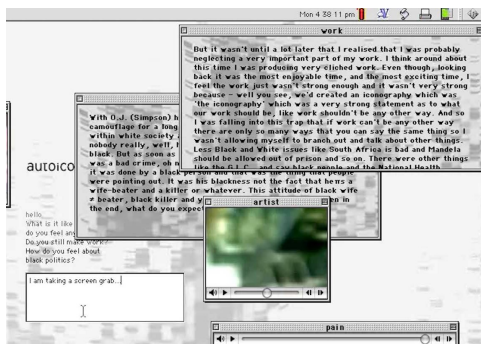 Mon 4 38 11 pm
work
But it wasn't until a lot later that I realised that I was probably
neglecting a very important part of my work. I think around about
this time I was producing very cliched work. Even though, looking
back it was the most enjoyable time, and the most exciting time, I
feel the work just wasn't strong enough and it wasn't very strong
because - well you see, we'd created an iconography which was
'the iconography' which was a very strong statement as to what
our work should be, like work shouldn't be any other way. And so
I was falling into this trap that if work can't be any other way
there are only so many ways that you can say the same thing so I
wasn't allowing myself to branch out and talk about other things.
Less Black and White issues like South Africa is bad and Mandela
should be allowed out of prison and so on. There were other things
like the G.L.C. and say black people and the National Health
With O.J. (Simpson) h
camouflage for a long
within white society
nobody really, well,
black. But as soon as
was a bad crime, oh
it was done by a black person and that was the thing that people
were pointing out. It was his blackness not the fact that hers a
wife-beater and a killer or whatever. This attitude of black wife
≠ beater, black killer and y
en in
the end, what do you expect
autoico
hello
What is it like
do you feel any
Do you still make work?
How do you feel about
black politics?
I am taking a screen grab...
artist
pain